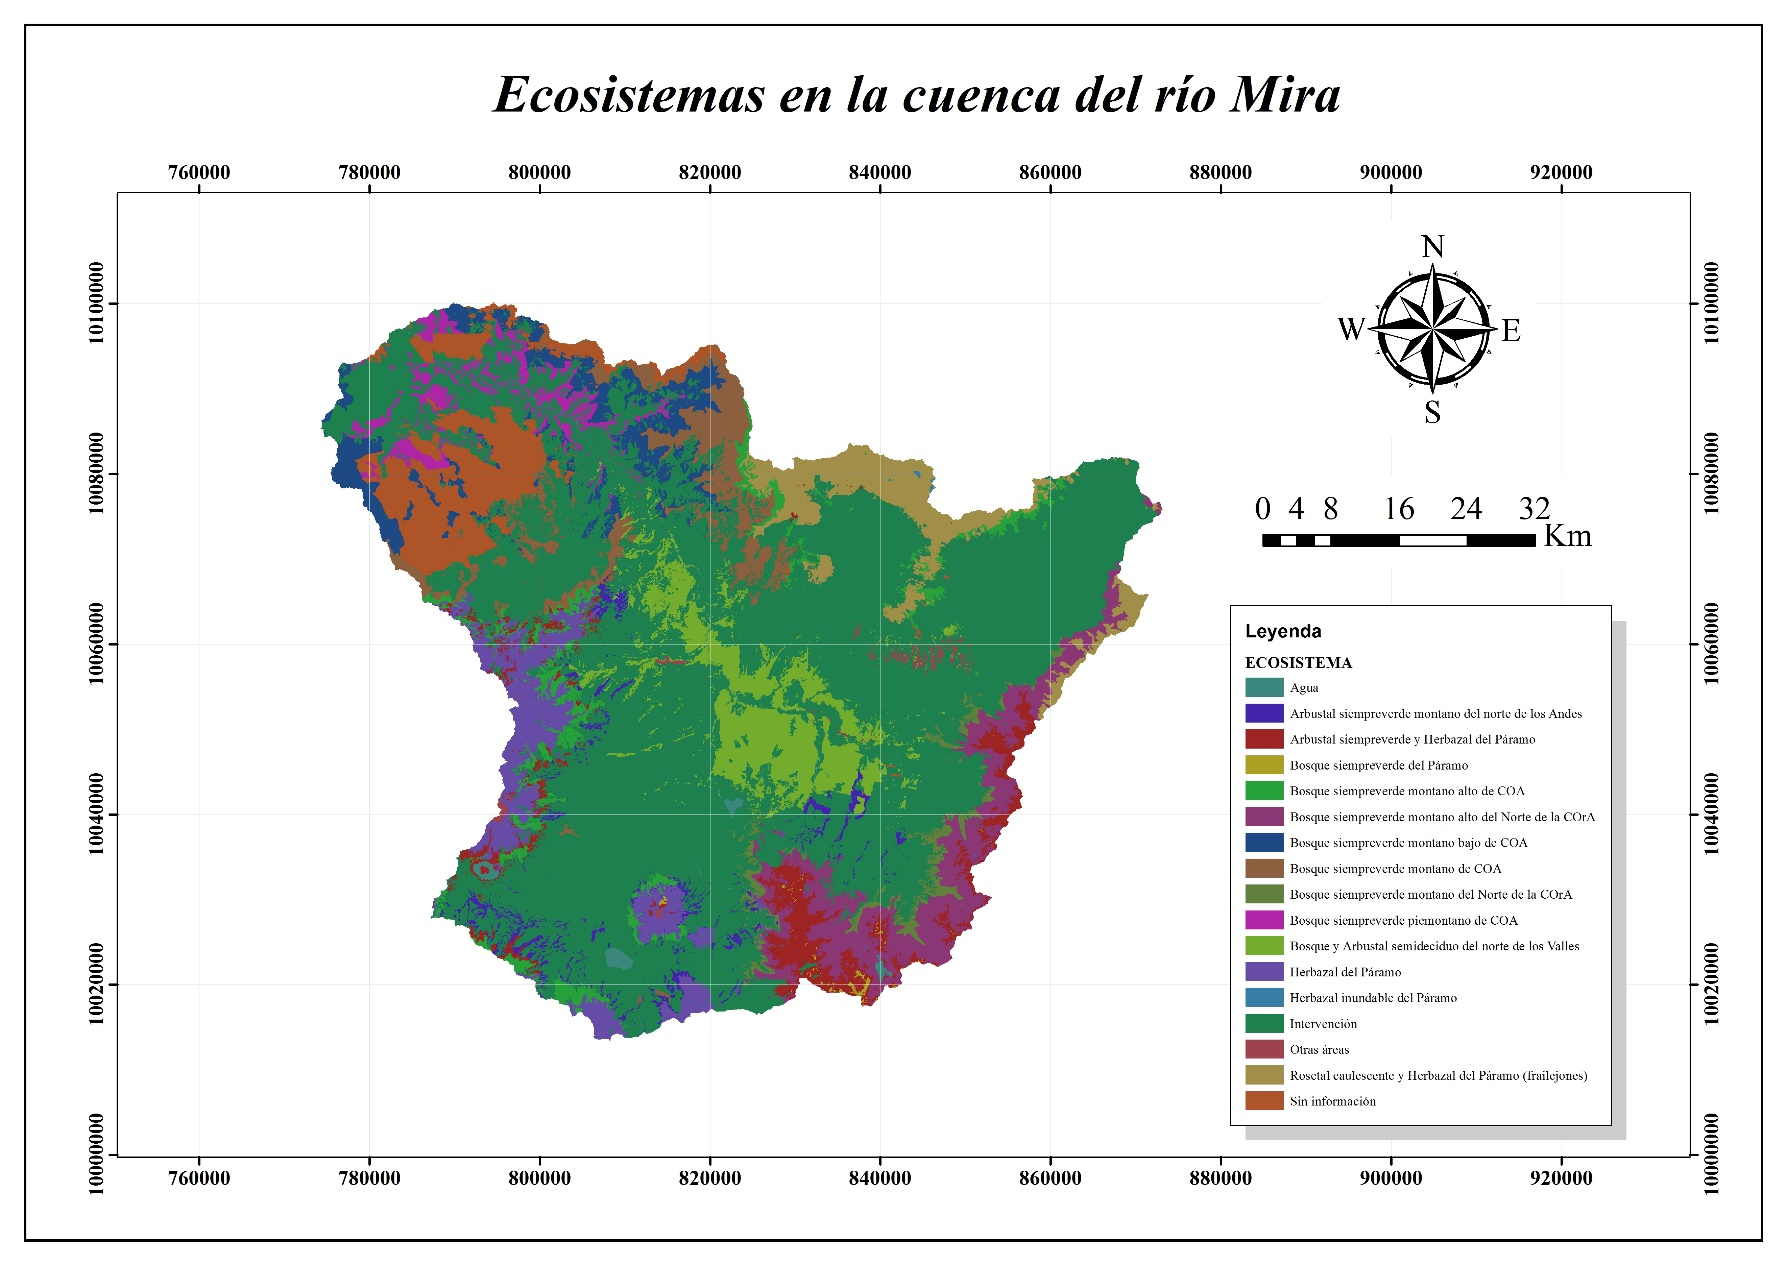 Ecosistemas en la cuenca del río Mira
760000 780000 800000 820000 840000 860000 880000 900000 920000
10100000
10080000
10060000
10040000
10020000
10000000
10100000
10080000
10060000
10040000
10020000
10000000
N
W E
S
0 4 8 16 24 32
Km
Leyenda
ECOSISTEMA
Agua
Arbustal siempreverde montano del norte de los Andes
Arbustal siempreverde y Herbazal del Páramo
Bosque siempreverde del Páramo
Bosque siempreverde montano alto de COA
Bosque siempreverde montano alto del Norte de la COrA
Bosque siempreverde montano bajo de COA
Bosque siempreverde montano de COA
Bosque siempreverde montano del Norte de la COrA
Bosque siempreverde piemontano de COA
Bosque y Arbustal semideciduo del norte de los Valles
Herbazal del Páramo
Herbazal inundable del Páramo
Intervención
Otras áreas
Rosetal caulescente y Herbazal del Páramo (frailejones)
Sin información
760000 780000 800000 820000 840000 860000 880000 900000 920000